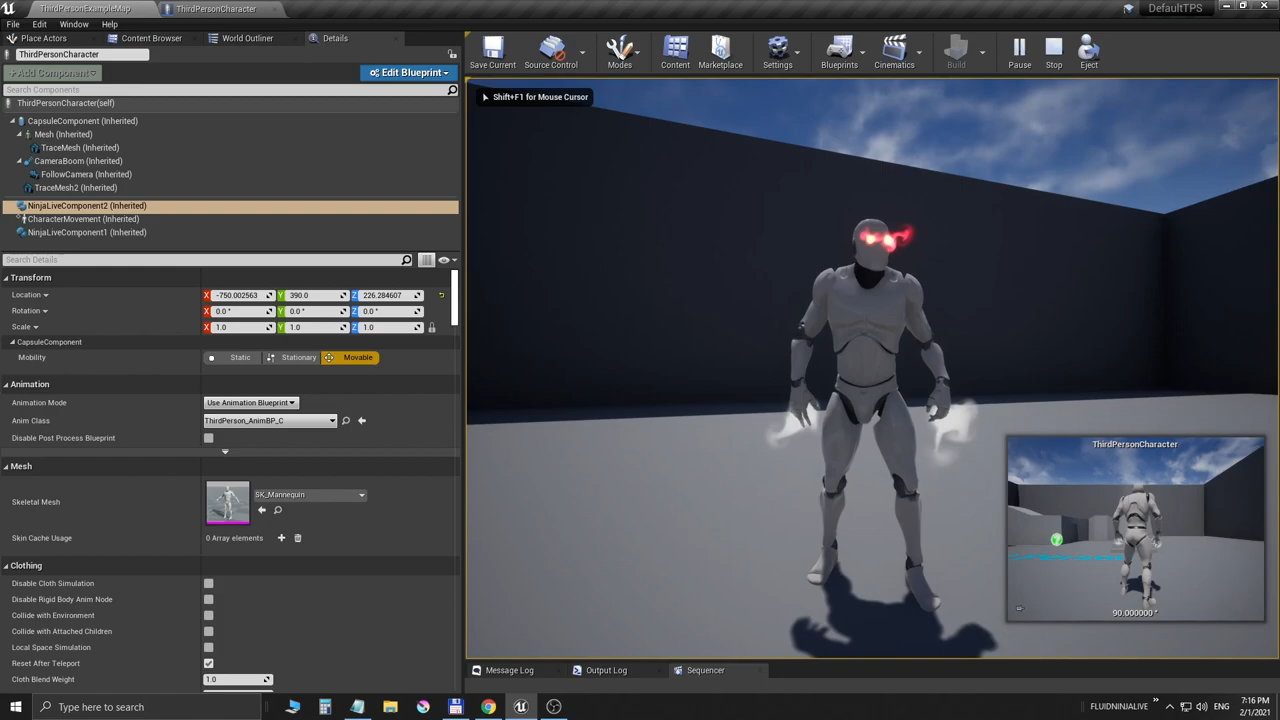 ThirdPersonExampleMap
ThirdPersonCharacter
DefaultTPS
File Edit Window Help
Place Actors
Content Browser
World Outliner
Details
ThirdPersonCharacter
+Add Component
Edit Blueprint
Search Components
ThirdPersonCharacter(self)
CapsuleComponent (Inherited)
Mesh (Inherited)
TraceMesh (Inherited)
CameraBoom (Inherited)
FollowCamera (Inherited)
TraceMesh2 (Inherited)
NinjaLiveComponent2 (Inherited)
CharacterMovement (Inherited)
NinjaLiveComponent1 (Inherited)
Search Details
Transform
Location X -750.002563 Y 390.0 Z 226.284607
Rotation X 0.0 ° Y 0.0 ° Z 0.0 °
Scale X 1.0 Y 1.0 Z 1.0
CapsuleComponent
Mobility Static Stationary Movable
Animation
Animation Mode Use Animation Blueprint
Anim Class ThirdPerson_AnimBP_C
Disable Post Process Blueprint
Mesh
Skeletal Mesh SK_Mannequin
Skin Cache Usage 0 Array elements
Clothing
Disable Cloth Simulation
Disable Rigid Body Anim Node
Collide with Environment
Collide with Attached Children
Local Space Simulation
Reset After Teleport
Cloth Blend Weight 1.0
Save Current
Source Control
Modes
Content
Marketplace
Settings
Blueprints
Cinematics
Build
Pause
Stop
Eject
Shift+F1 for Mouse Cursor
ThirdPersonCharacter
90.000000 °
Message Log
Output Log
Sequencer
Type here to search
FLUIDNINJALIVE
ENG
7:16 PM
2/1/2021